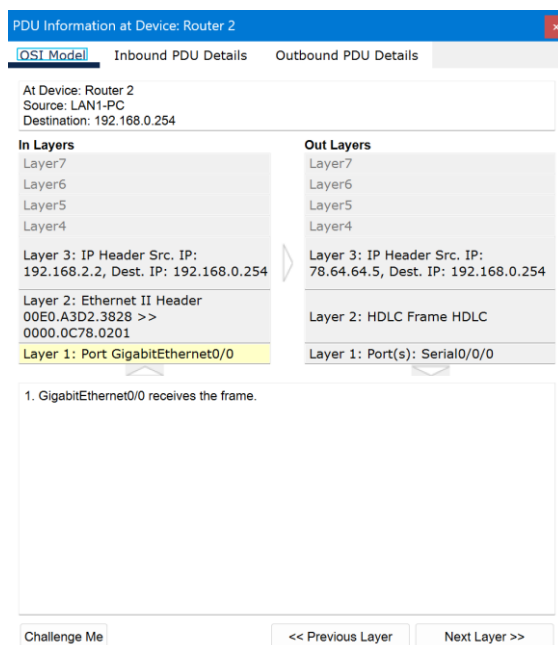 PDU Information at Device: Router 2
OSI Model Inbound PDU Details Outbound PDU Details
At Device: Router 2
Source: LAN1-PC
Destination: 192.168.0.254
In Layers
Layer7
Layer6
Layer5
Layer4
Layer 3: IP Header Src. IP:
192.168.2.2, Dest. IP: 192.168.0.254
Layer 2: Ethernet II Header
00E0.A3D2.3828 >>
0000.0C78.0201
Layer 1: Port GigabitEthernet0/0
Out Layers
Layer7
Layer6
Layer5
Layer4
Layer 3: IP Header Src. IP:
78.64.64.5, Dest. IP: 192.168.0.254
Layer 2: HDLC Frame HDLC
Layer 1: Port(s): Serial0/0/0
1. GigabitEthernet0/0 receives the frame.
Challenge Me << Previous Layer Next Layer >>